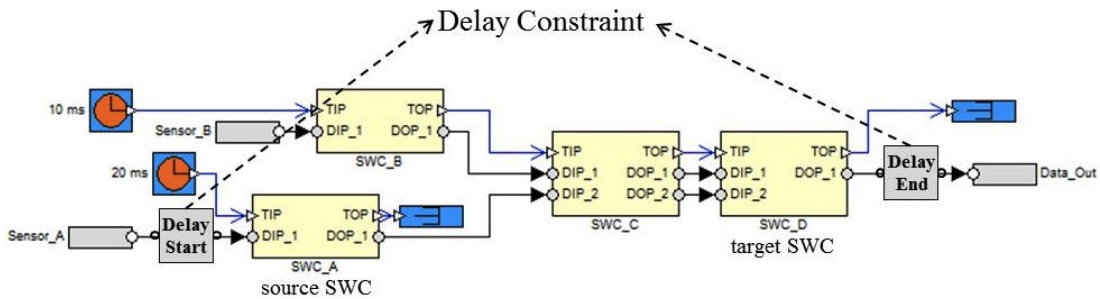 Delay Constraint
10 ms
TIP
TOP
Sensor_B
DIP_1
DOP_1
SWC_B
20 ms
TIP
TOP
TIP
TOP
DIP_1
DOP_1
DIP_1
DOP_1
DIP_2
DOP_2
DIP_2
SWC_C
SWC_D
target SWC
Delay
End
Data_Out
Sensor_A
Delay
Start
TIP
TOP
DIP_1
DOP_1
SWC_A
source SWC